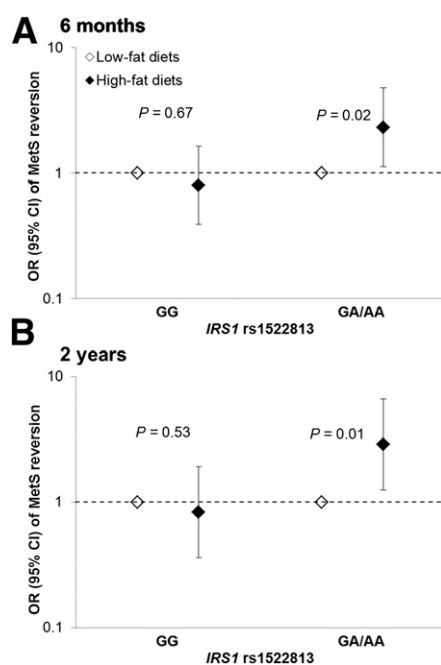 A 6 months
10
◇Low-fat diets
◆High-fat diets
P = 0.67
P = 0.02
OR (95% CI) of MetS reversion
1
0.1
GG
GA/AA
IRS1 rs1522813
B 2 years
10
P = 0.53
P = 0.01
OR (95% CI) of MetS reversion
1
0.1
GG
GA/AA
IRS1 rs1522813